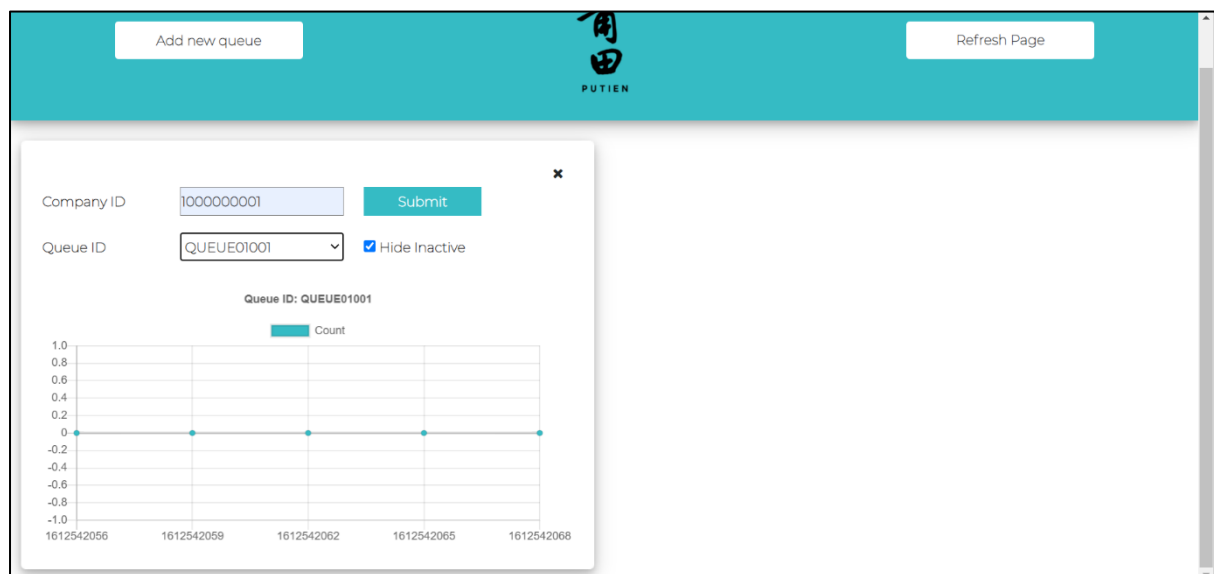 Add new queue
田
PUTIEN
Refresh Page
Company ID
1000000001
Submit
Queue ID
QUEUE01001
Hide Inactive
Queue ID: QUEUE01001
Count
1.0
0.8
0.6
0.4
0.2
0
-0.2
-0.4
-0.6
-0.8
-1.0
1612542056 1612542059 1612542062 1612542065 1612542068